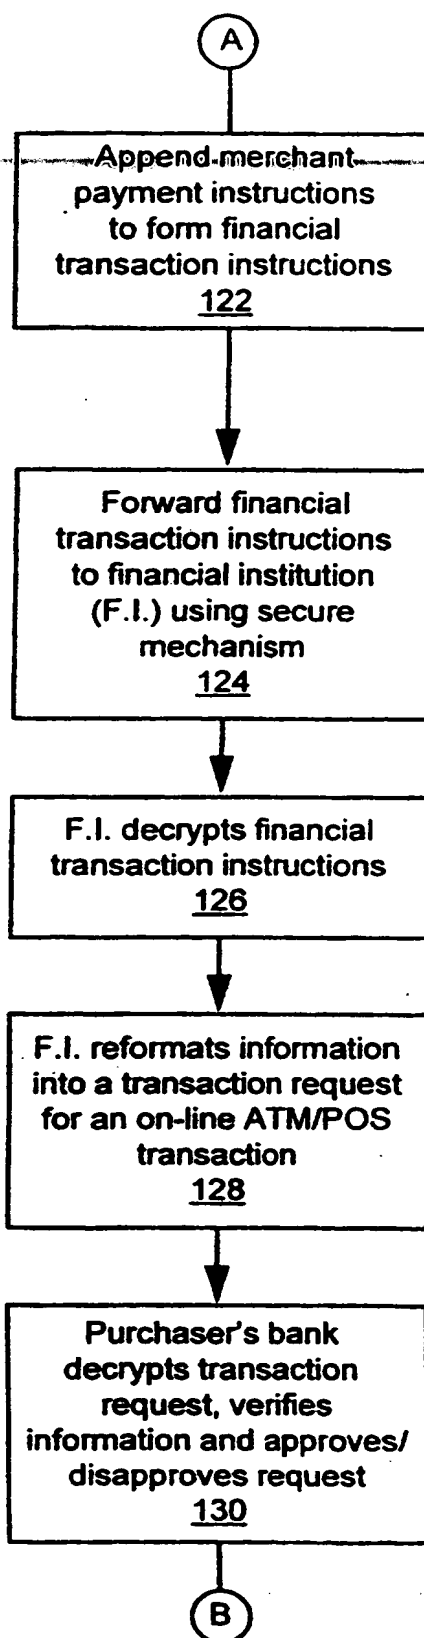 A
Append merchant
payment instructions
to form financial
transaction instructions
122
Forward financial
transaction instructions
to financial institution
(F.I.) using secure
mechanism
124
F.I. decrypts financial
transaction instructions
126
F.I. reformats information
into a transaction request
for an on-line ATM/POS
transaction
128
Purchaser's bank
decrypts transaction
request, verifies
information and approves/
disapproves request
130
B